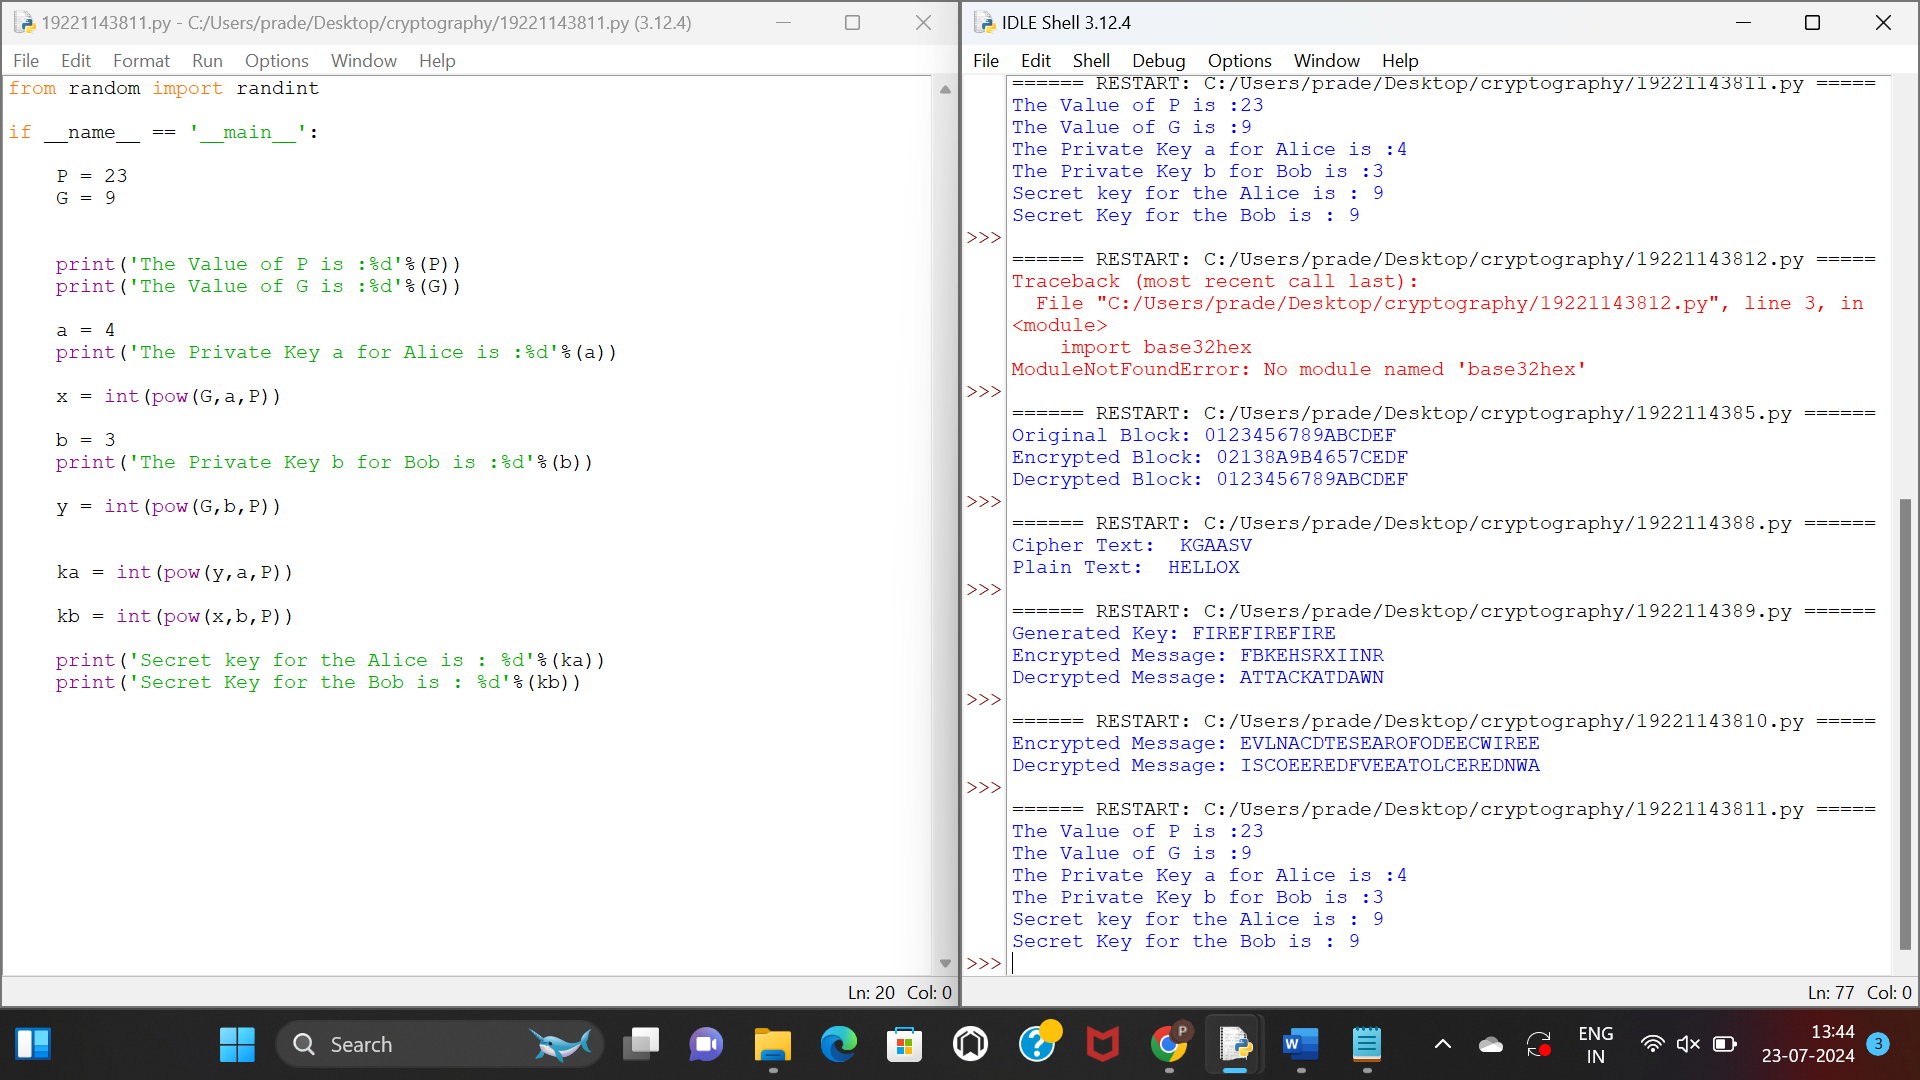 19221143811.py - C:/Users/prade/Desktop/cryptography/19221143811.py (3.12.4)
File Edit Format Run Options Window Help
from random import randint
if __name__ == '__main__':
P = 23
G = 9
print('The Value of P is :%d'%(P))
print('The Value of G is :%d'%(G))
a = 4
print('The Private Key a for Alice is :%d'%(a))
x = int(pow(G,a,P))
b = 3
print('The Private Key b for Bob is :%d'%(b))
y = int(pow(G,b,P))
ka = int(pow(y,a,P))
kb = int(pow(x,b,P))
print('Secret key for the Alice is : %d'%(ka))
print('Secret Key for the Bob is : %d'%(kb))
Ln: 20 Col: 0
IDLE Shell 3.12.4
File Edit Shell Debug Options Window Help
====== RESTART: C:/Users/prade/Desktop/cryptography/19221143811.py =====
The Value of P is :23
The Value of G is :9
The Private Key a for Alice is :4
The Private Key b for Bob is :3
Secret key for the Alice is : 9
Secret Key for the Bob is : 9
>>>
====== RESTART: C:/Users/prade/Desktop/cryptography/19221143812.py =====
Traceback (most recent call last):
File "C:/Users/prade/Desktop/cryptography/19221143812.py", line 3, in
<module>
import base32hex
ModuleNotFoundError: No module named 'base32hex'
>>>
====== RESTART: C:/Users/prade/Desktop/cryptography/1922114385.py ======
Original Block: 0123456789ABCDEF
Encrypted Block: 02138A9B4657CEDF
Decrypted Block: 0123456789ABCDEF
>>>
====== RESTART: C:/Users/prade/Desktop/cryptography/1922114388.py ======
Cipher Text:  KGAASV
Plain Text:  HELLOX
>>>
====== RESTART: C:/Users/prade/Desktop/cryptography/1922114389.py ======
Generated Key: FIREFIREFIRE
Encrypted Message: FBKEHSRXIINR
Decrypted Message: ATTACKATDAWN
>>>
====== RESTART: C:/Users/prade/Desktop/cryptography/19221143810.py =====
Encrypted Message: EVLNACDTESEAROFODEECWIREE
Decrypted Message: ISCOEEREDFVEEATOLCEREDNWA
>>>
====== RESTART: C:/Users/prade/Desktop/cryptography/19221143811.py =====
The Value of P is :23
The Value of G is :9
The Private Key a for Alice is :4
The Private Key b for Bob is :3
Secret key for the Alice is : 9
Secret Key for the Bob is : 9
>>>
Ln: 77 Col: 0
Search
P
W
ENG
IN
13:44
23-07-2024
3